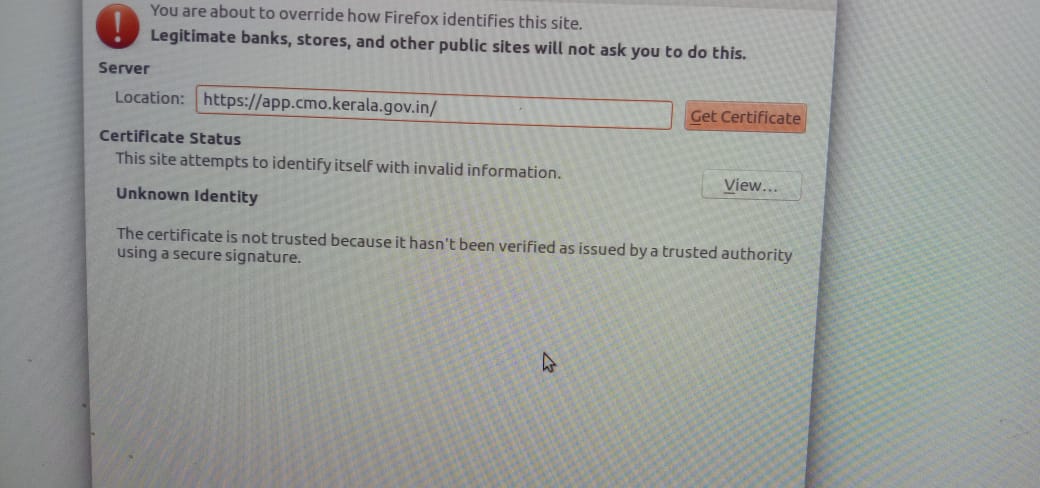 You are about to override how Firefox identifies this site.
Legitimate banks, stores, and other public sites will not ask you to do this.
Server
Location: https://app.cmo.kerala.gov.in/ Get Certificate
Certificate Status
This site attempts to identify itself with invalid information.
View...
Unknown Identity
The certificate is not trusted because it hasn't been verified as issued by a trusted authority
using a secure signature.